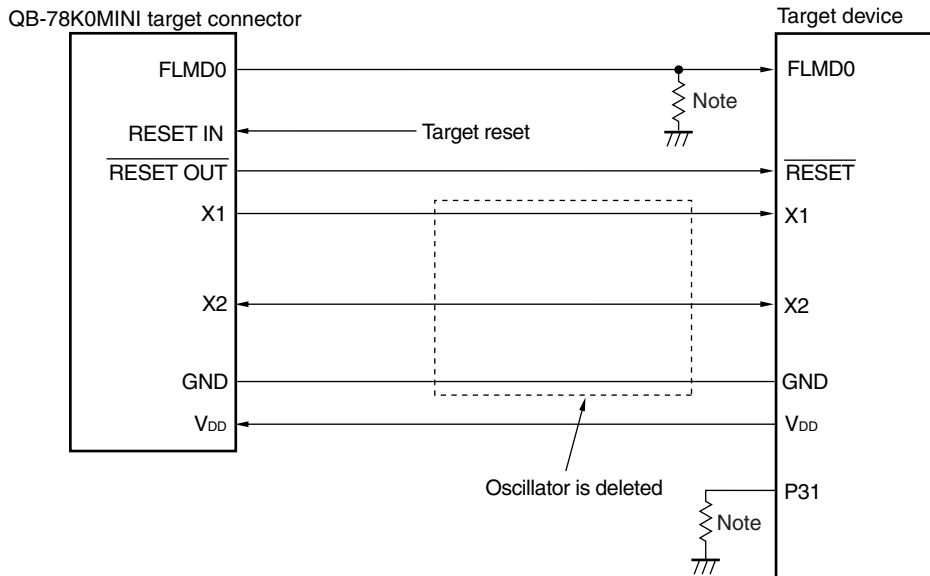 QB-78K0MINI target connector
Target device
FLMD0
FLMD0
Note
RESET IN
Target reset
RESET OUT
RESET
X1
X1
X2
X2
GND
GND
VDD
VDD
Oscillator is deleted
P31
Note